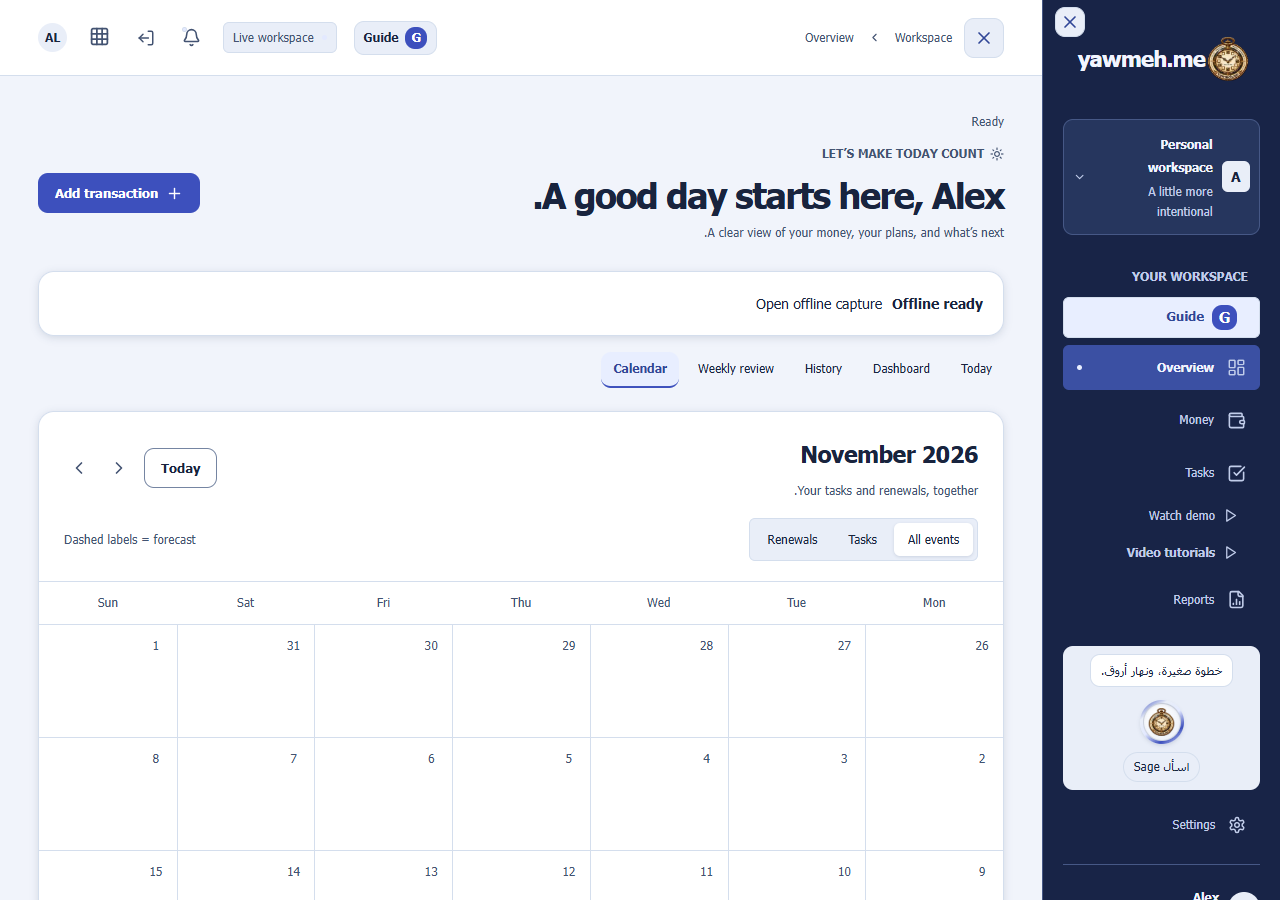 yawmeh.me
Personal workspace
A
A little more intentional
YOUR WORKSPACE
Guide G
Overview
Money
Tasks
Watch demo
Video tutorials
Reports
خطوة صغيرة، ونهار أروق.
اسأل Sage
Settings
Alex
Workspace
Overview
Guide G
Live workspace
AL
Ready
LET’S MAKE TODAY COUNT
.A good day starts here, Alex
.A clear view of your money, your plans, and what’s next
Add transaction
Open offline capture Offline ready
Calendar Weekly review History Dashboard Today
November 2026
.Your tasks and renewals, together
Today
Renewals Tasks All events
Dashed labels = forecast
Sun Sat Fri Thu Wed Tue Mon
1 31 30 29 28 27 26
8 7 6 5 4 3 2
15 14 13 12 11 10 9